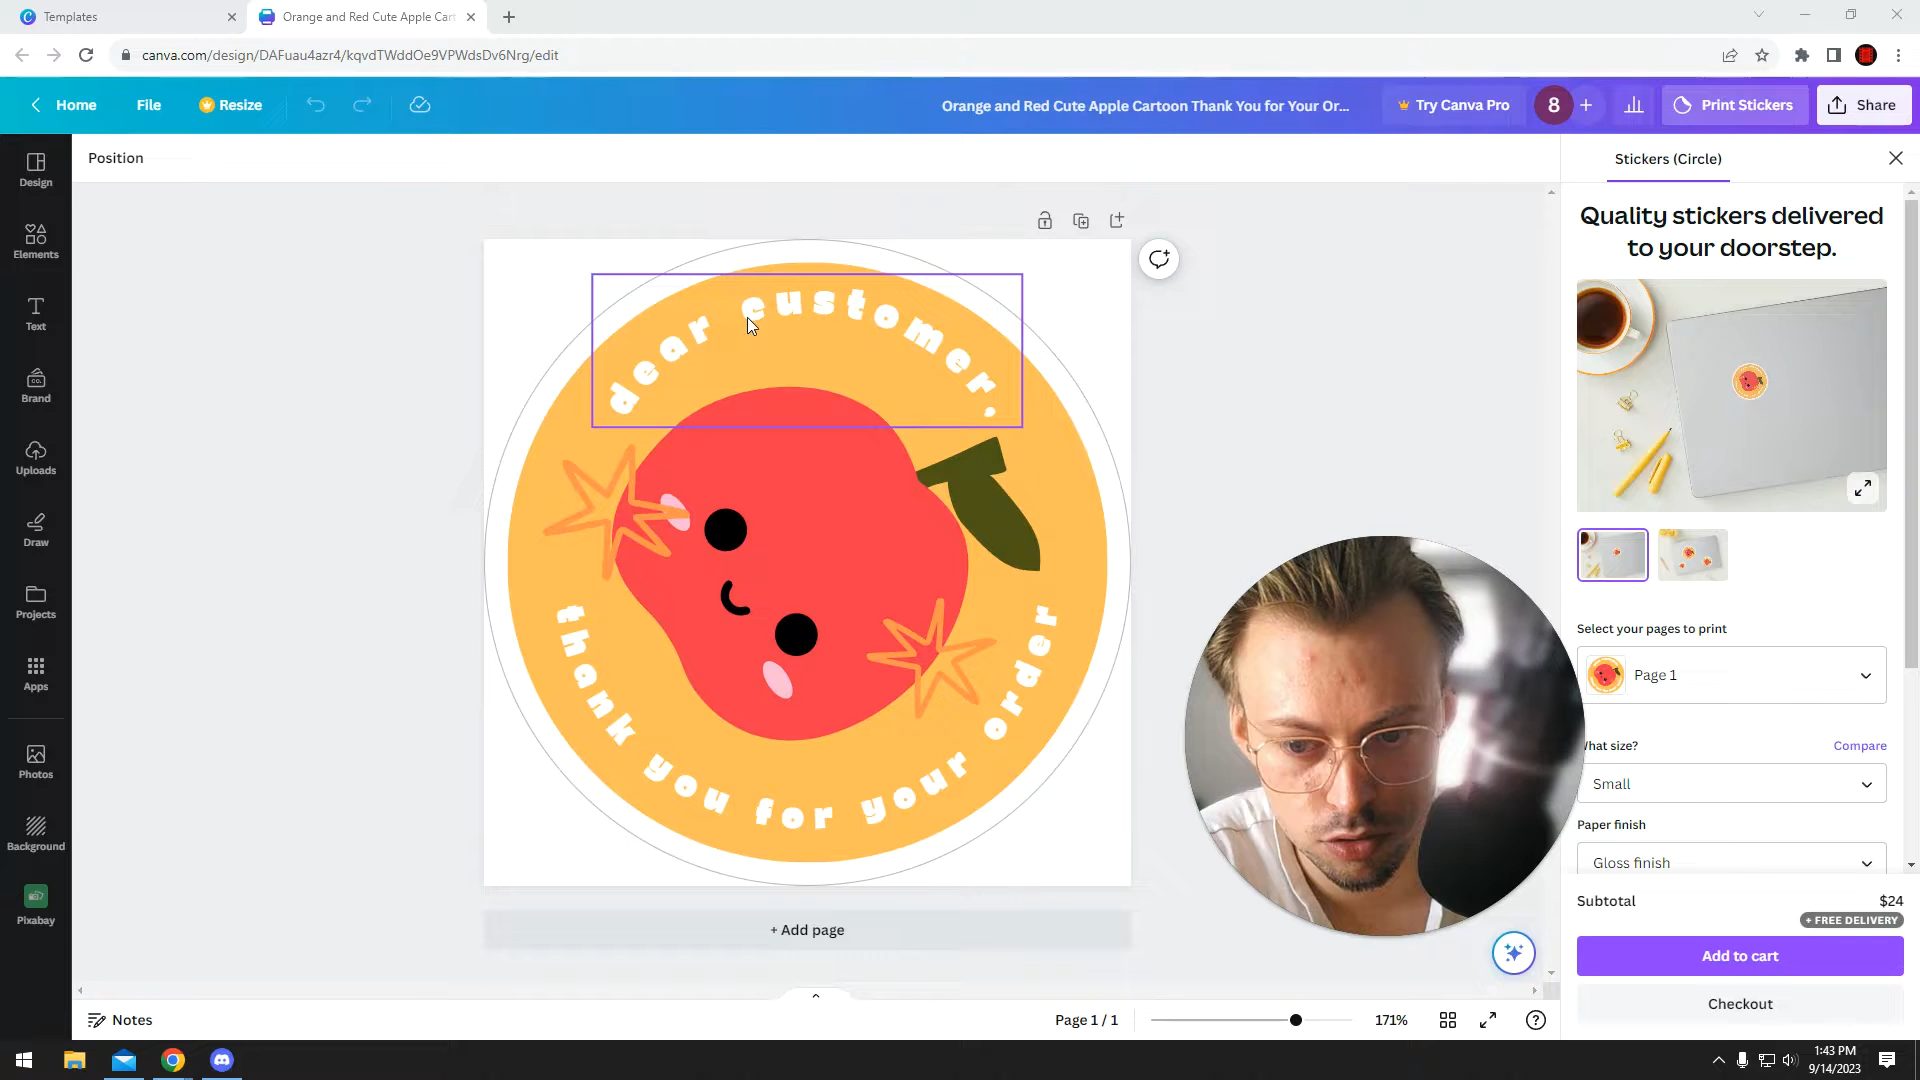 Templates
Orange and Red Cute Apple Cart
canva.com/design/DAFuau4azr4/kqvdTWddOe9VPWdsDv6Nrg/edit
Home
File
Resize
Orange and Red Cute Apple Cartoon Thank You for Your Or...
Try Canva Pro
8
Print Stickers
Share
Design
Elements
Text
CO.
Brand
Uploads
Draw
Projects
Apps
Photos
Background
Pixabay
Position
dear customer,
thank you for your order
+ Add page
Notes
Page 1 / 1
171%
Stickers (Circle)
Quality stickers delivered
to your doorstep.
Select your pages to print
Page 1
hat size?
Compare
Small
Paper finish
Gloss finish
Subtotal
$24
+ FREE DELIVERY
Add to cart
Checkout
1:43 PM
9/14/2023